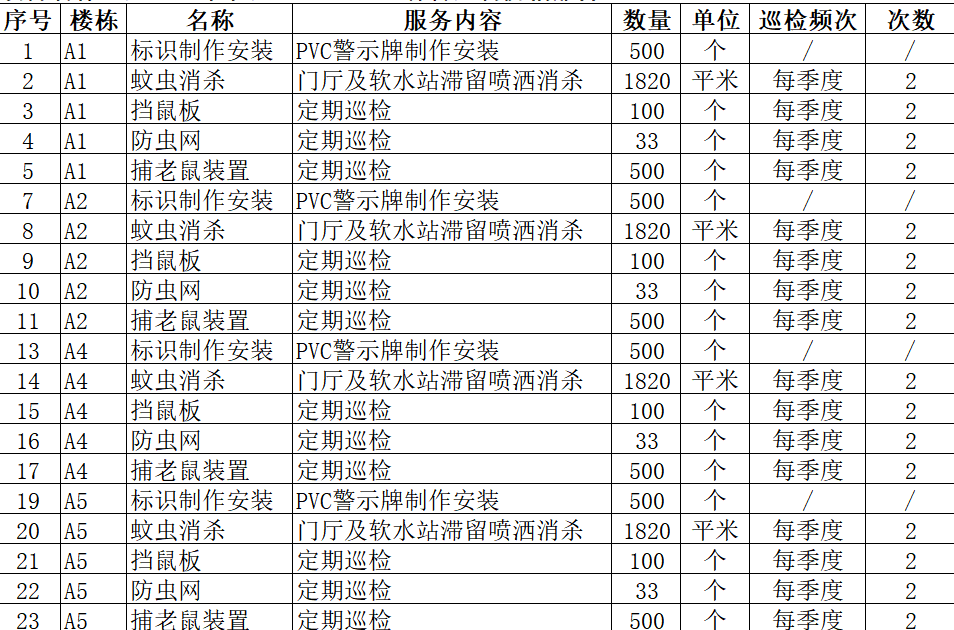 序号 楼栋 名称 服务内容 数量 单位 巡检频次 次数
1 A1 标识制作安装 PVC警示牌制作安装 500 个 / /
2 A1 蚊虫消杀 门厅及软水站滞留喷洒消杀 1820 平米 每季度 2
3 A1 挡鼠板 定期巡检 100 个 每季度 2
4 A1 防虫网 定期巡检 33 个 每季度 2
5 A1 捕老鼠装置 定期巡检 500 个 每季度 2
7 A2 标识制作安装 PVC警示牌制作安装 500 个 / /
8 A2 蚊虫消杀 门厅及软水站滞留喷洒消杀 1820 平米 每季度 2
9 A2 挡鼠板 定期巡检 100 个 每季度 2
10 A2 防虫网 定期巡检 33 个 每季度 2
11 A2 捕老鼠装置 定期巡检 500 个 每季度 2
13 A4 标识制作安装 PVC警示牌制作安装 500 个 / /
14 A4 蚊虫消杀 门厅及软水站滞留喷洒消杀 1820 平米 每季度 2
15 A4 挡鼠板 定期巡检 100 个 每季度 2
16 A4 防虫网 定期巡检 33 个 每季度 2
17 A4 捕老鼠装置 定期巡检 500 个 每季度 2
19 A5 标识制作安装 PVC警示牌制作安装 500 个 / /
20 A5 蚊虫消杀 门厅及软水站滞留喷洒消杀 1820 平米 每季度 2
21 A5 挡鼠板 定期巡检 100 个 每季度 2
22 A5 防虫网 定期巡检 33 个 每季度 2
23 A5 捕老鼠装置 定期巡检 500 个 每季度 2